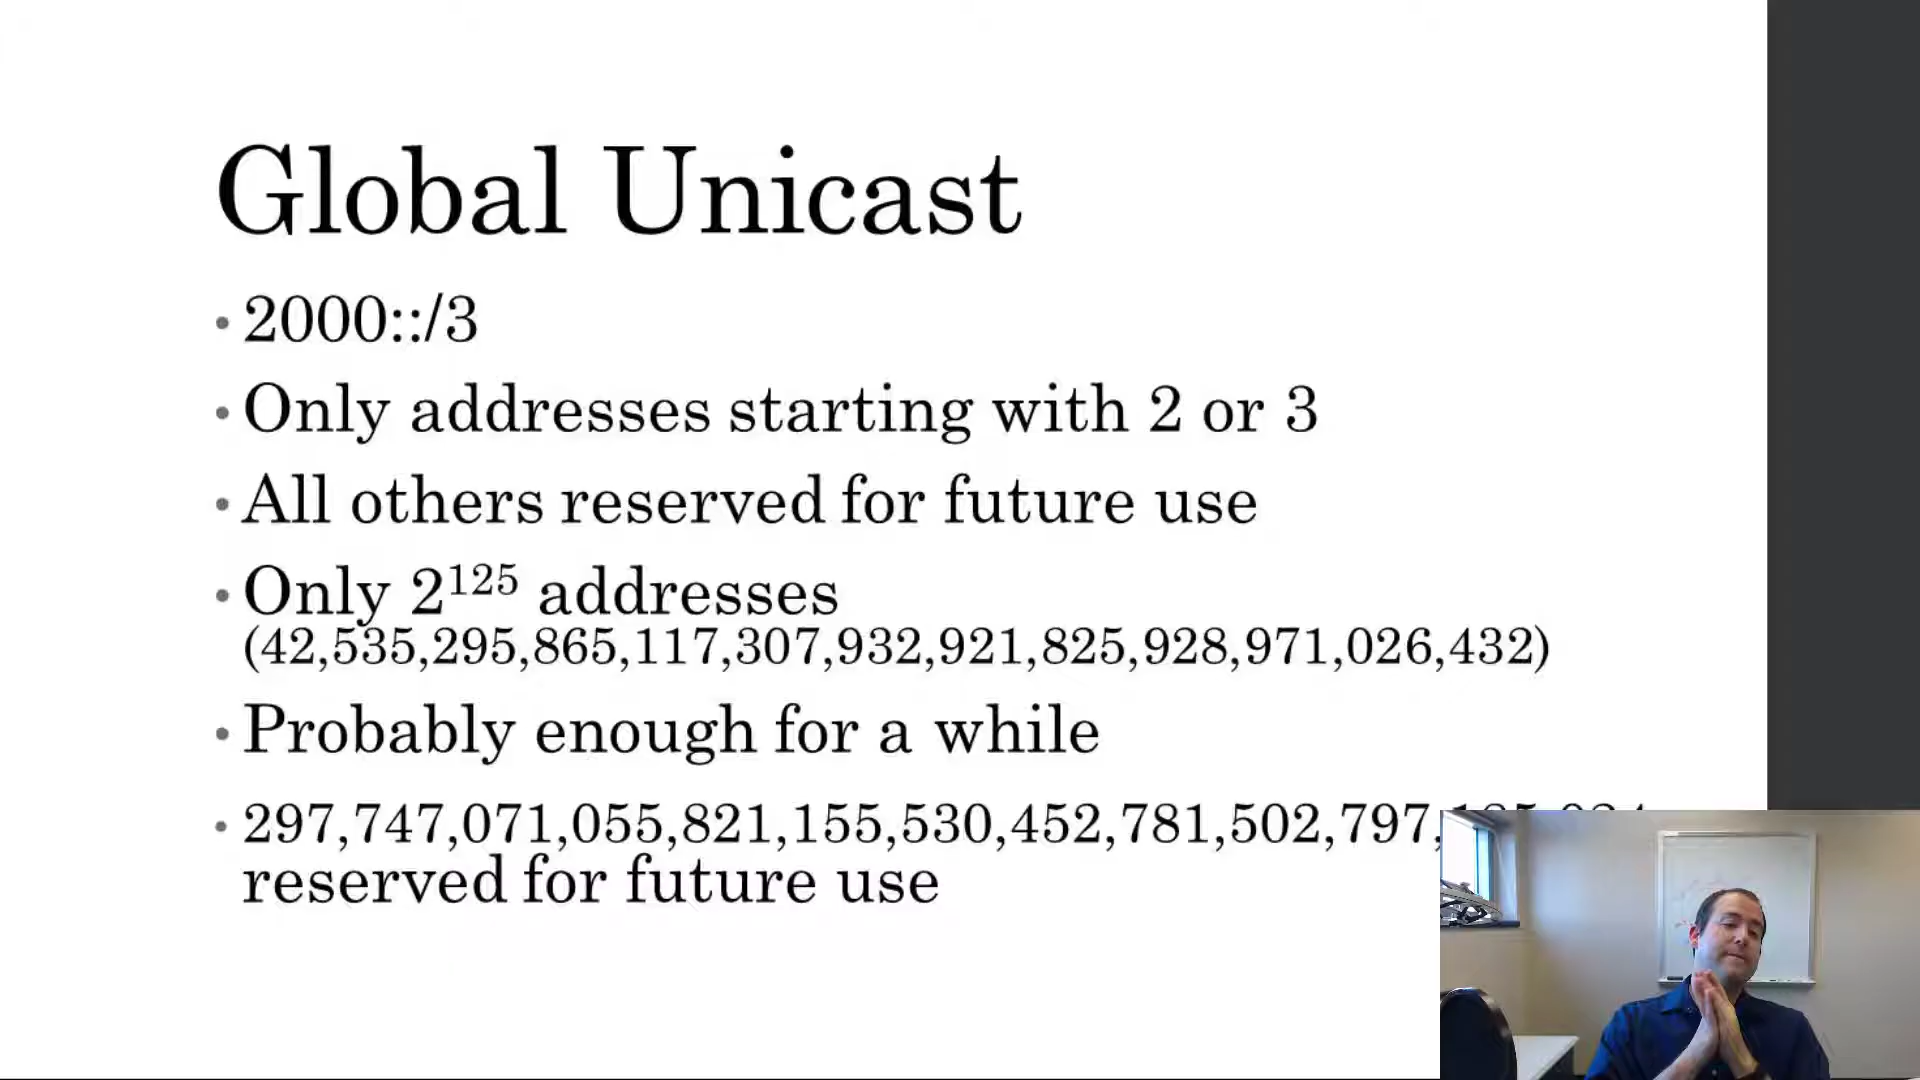 Global Unicast
• 2000::/3
• Only addresses starting with 2 or 3
• All others reserved for future use
• Only 2¹²⁵ addresses
(42,535,295,865,117,307,932,921,825,928,971,026,432)
• Probably enough for a while
• 297,747,071,055,821,155,530,452,781,502,797,
reserved for future use